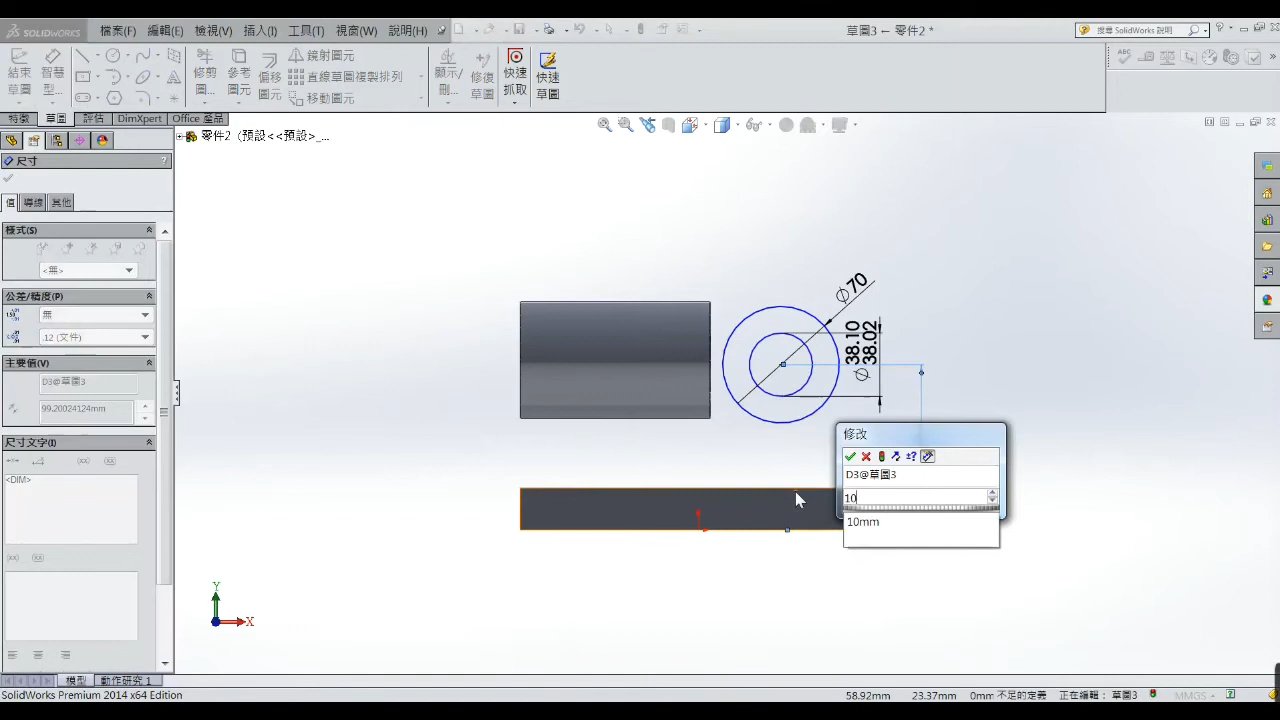 SOLIDWORKS 檔案(F) 編輯(E) 檢視(V) 插入(I) 工具(T) 視窗(W) 說明(H) 草圖3 ← 零件2 * 搜尋 SolidWorks 說明
結束草圖 智慧型... 修剪圖... 參考圖元 偏移圖元 鏡射圖元 直線草圖複製排列 移動圖元 顯示/刪... 修復草圖 快速抓取 快速草圖
特徵 草圖 評估 DimXpert Office 產品
零件2 (預設<<預設>_...
尺寸 ?
值 導線 其他
樣式(S)
<無>
公差/精度(P)
無
.12 (文件)
主要值(V)
D3@草圖3
99.20024124mm
尺寸文字(I)
<DIM>
∅70
∅ 38.10
38.02
修改
D3@草圖3
10
10mm
Y
X
模型 動作研究 1
SolidWorks Premium 2014 x64 Edition 58.92mm 23.37mm 0mm 不足的定義 正在編輯: 草圖3 MMGS